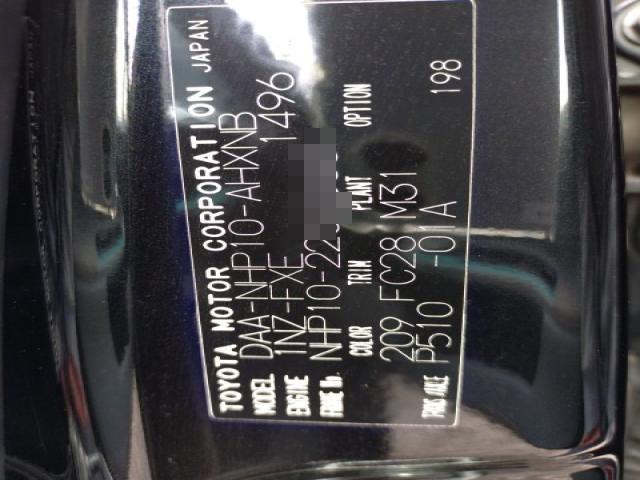 TOYOTA MOTOR CORPORATION JAPAN
MODEL DAA-NHP10-AHXNB
ENGINE 1NZ-FXE 1496
FRAME No. NHP10-22
COLOR TRIM PLANT OPTION
209 FC28 M31 198
TRNS/AXLE P510 -01A